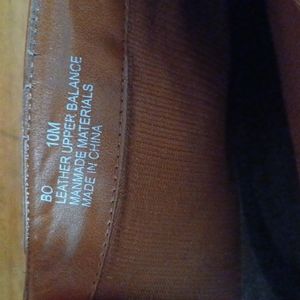 BO 10M
LEATHER UPPER BALANCE
MANMADE MATERIALS
MADE IN CHINA